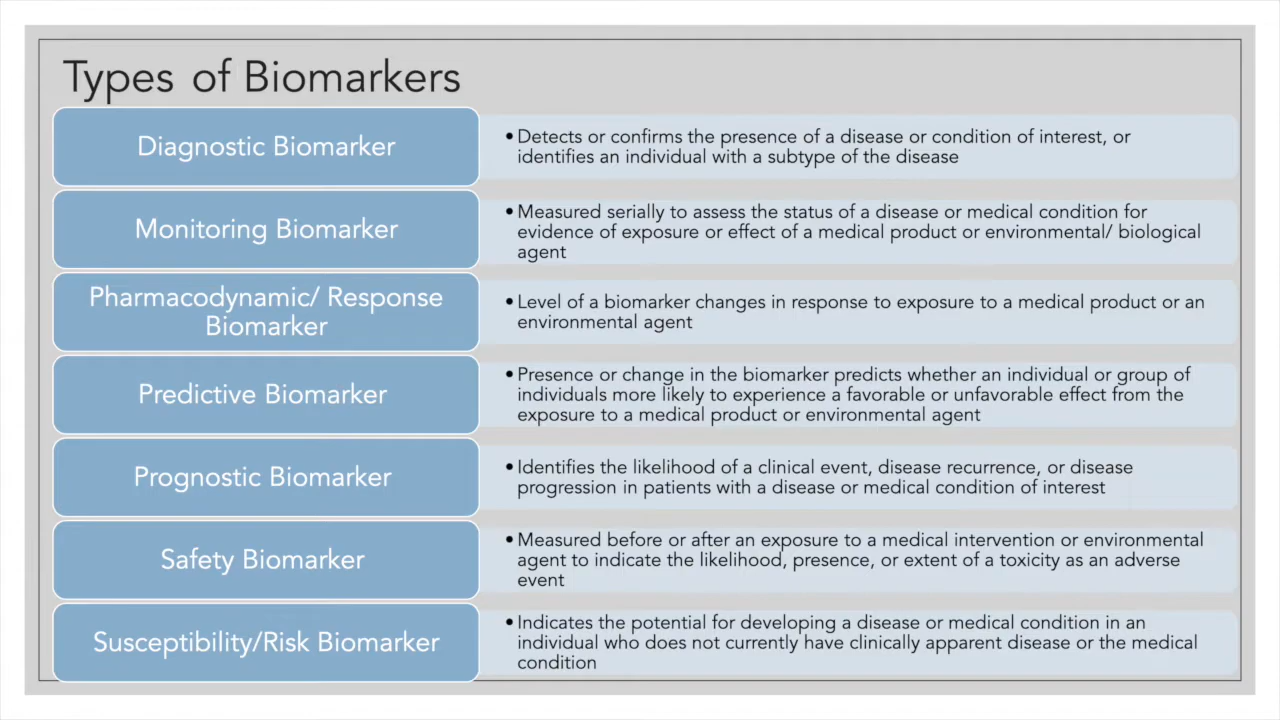 Types of Biomarkers
Diagnostic Biomarker
• Detects or confirms the presence of a disease or condition of interest, or
identifies an individual with a subtype of the disease
Monitoring Biomarker
• Measured serially to assess the status of a disease or medical condition for
evidence of exposure or effect of a medical product or environmental/ biological
agent
Pharmacodynamic/ Response
Biomarker
• Level of a biomarker changes in response to exposure to a medical product or an
environmental agent
Predictive Biomarker
• Presence or change in the biomarker predicts whether an individual or group of
individuals more likely to experience a favorable or unfavorable effect from the
exposure to a medical product or environmental agent
Prognostic Biomarker
• Identifies the likelihood of a clinical event, disease recurrence, or disease
progression in patients with a disease or medical condition of interest
Safety Biomarker
• Measured before or after an exposure to a medical intervention or environmental
agent to indicate the likelihood, presence, or extent of a toxicity as an adverse
event
Susceptibility/Risk Biomarker
• Indicates the potential for developing a disease or medical condition in an
individual who does not currently have clinically apparent disease or the medical
condition